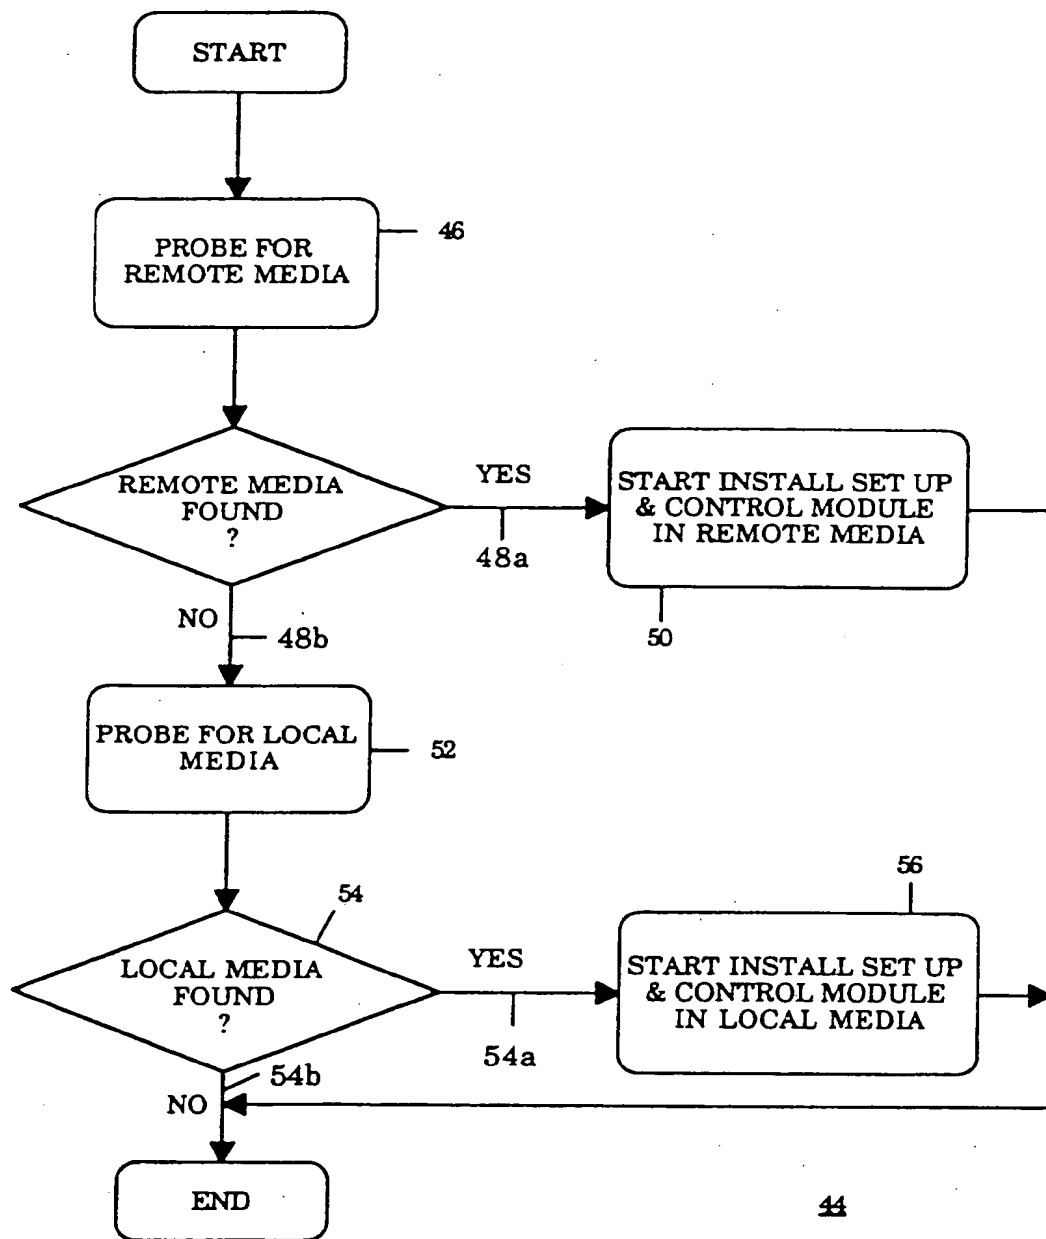 START
PROBE FOR
REMOTE MEDIA
46
REMOTE MEDIA
FOUND
?
YES
48a
START INSTALL SET UP
& CONTROL MODULE
IN REMOTE MEDIA
50
NO
48b
PROBE FOR LOCAL
MEDIA
52
54
LOCAL MEDIA
FOUND
?
YES
54a
56
START INSTALL SET UP
& CONTROL MODULE
IN LOCAL MEDIA
54b
NO
END
44